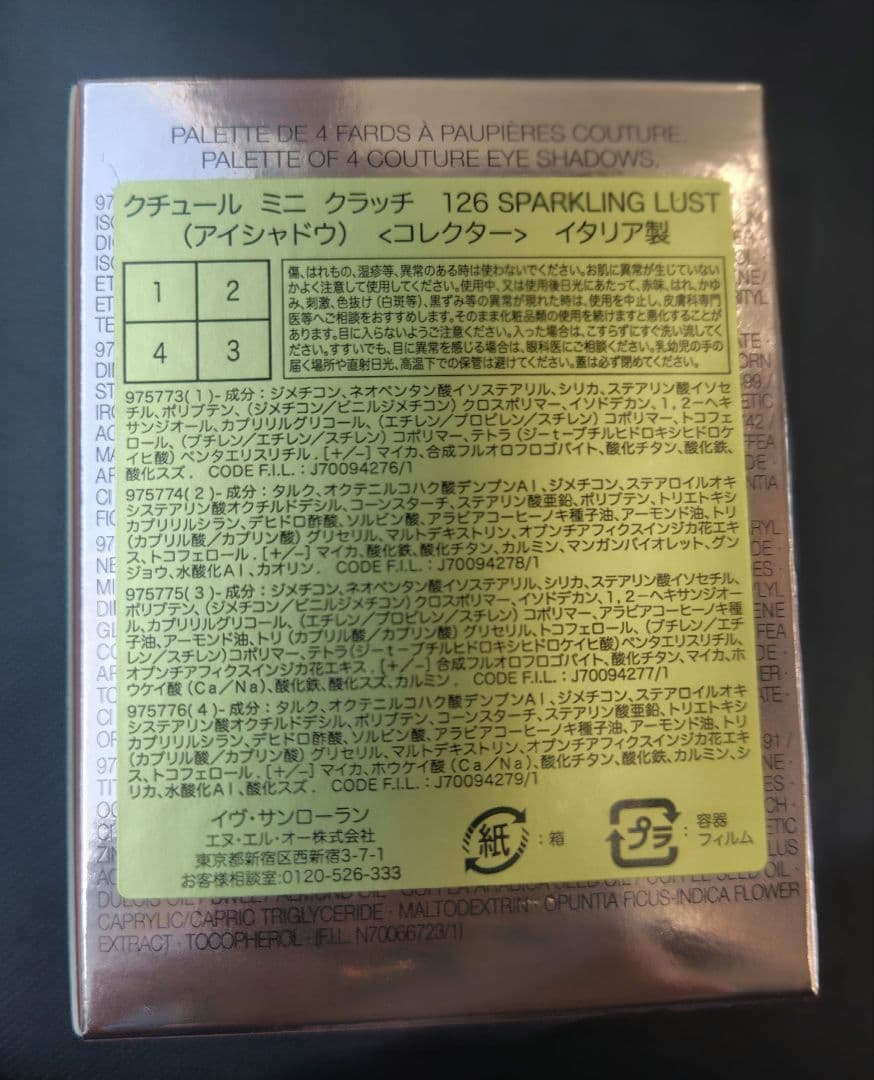 PALETTE DE 4 FARDS À PAUPIÈRES COUTURE.
PALETTE OF 4 COUTURE EYE SHADOWS.
クチュール ミニ クラッチ 126 SPARKLING LUST
(アイシャドウ) <コレクター> イタリア製
1 2
4 3
傷、はれもの、湿疹等、異常のある時は使わないでください。お肌に異常が生じていない
かよく注意して使用してください。使用中、又は使用後日光にあたって、赤味、はれ、かゆ
み、刺激、色抜け(白斑等)、黒ずみ等の異常が現れた時は、使用を中止し、皮膚科専門
医等へご相談をおすすめします。そのまま化粧品類の使用を続けますと悪化することが
あります。目に入らないようご注意ください。入った場合は、こすらずにすぐ洗い流してく
ださい。すすいでも、目に異常を感じる場合は、眼科医にご相談ください。乳幼児の手の
届く場所や直射日光、高温下での保管は避けてください。蓋は必ず閉めてください。
975773(1)-成分:ジメチコン、ネオペンタン酸イソステアリル、シリカ、ステアリン酸イソセ
チル、ポリブテン、(ジメチコン/ビニルジメチコン)クロスポリマー、イソドデカン、1,2-ヘキ
サンジオール、カプリリルグリコール、(エチレン/プロピレン/スチレン)コポリマー、トコフェ
ロール、(ブチレン/エチレン/スチレン)コポリマー、テトラ(ジ-t-ブチルヒドロキシヒドロケ
イヒ酸)ペンタエリスリチル.[+/-]マイカ、合成フルオロフロゴパイト、酸化チタン、酸化鉄、
酸化スズ. CODE F.I.L.:J70094276/1
975774(2)-成分:タルク、オクテニルコハク酸デンプンAl、ジメチコン、ステアロイルオキ
システアリン酸オクチルドデシル、コーンスターチ、ステアリン酸亜鉛、ポリブテン、トリエトキシ
カプリリルシラン、デヒドロ酢酸、ソルビン酸、アラビアコーヒーノキ種子油、アーモンド油、トリ
(カプリル酸/カプリン酸)グリセリル、マルトデキストリン、オプンチアフィクスインジカ花エキ
ス、トコフェロール.[+/-]マイカ、酸化鉄、酸化チタン、カルミン、マンガンバイオレット、グン
ジョウ、水酸化Al、カオリン. CODE F.I.L.:J70094278/1
975775(3)-成分:ジメチコン、ネオペンタン酸イソステアリル、シリカ、ステアリン酸イソセチル、
ポリブテン、(ジメチコン/ビニルジメチコン)クロスポリマー、イソドデカン、1,2-ヘキサンジオー
ル、カプリリルグリコール、(エチレン/プロピレン/スチレン)コポリマー、アラビアコーヒーノキ種
子油、アーモンド油、トリ(カプリル酸/カプリン酸)グリセリル、トコフェロール、(ブチレン/エチ
レン/スチレン)コポリマー、テトラ(ジ-t-ブチルヒドロキシヒドロケイヒ酸)ペンタエリスリチル、
オプンチアフィクスインジカ花エキス.[+/-]合成フルオロフロゴパイト、酸化チタン、マイカ、ホ
ウケイ酸(Ca/Na)、酸化鉄、酸化スズ、カルミン. CODE F.I.L.:J70094277/1
975776(4)-成分:タルク、オクテニルコハク酸デンプンAl、ジメチコン、ステアロイルオキ
システアリン酸オクチルドデシル、ポリブテン、コーンスターチ、ステアリン酸亜鉛、トリエトキシ
カプリリルシラン、デヒドロ酢酸、ソルビン酸、アラビアコーヒーノキ種子油、アーモンド油、トリ
(カプリル酸/カプリン酸)グリセリル、マルトデキストリン、オプンチアフィクスインジカ花エキ
ス、トコフェロール.[+/-]マイカ、ホウケイ酸(Ca/Na)、酸化チタン、酸化鉄、カルミン、シ
リカ、水酸化Al、酸化スズ. CODE F.I.L.:J70094279/1
イヴ・サンローラン
エヌ・エル・オー株式会社
東京都新宿区西新宿3-7-1
お客様相談室:0120-526-333
紙 :箱
プラ :容器
フィルム
DULCIS OIL / SWEET ALMOND OIL · COFFEA ARABICA SEED OIL / COFFEE SEED OIL ·
CAPRYLIC/CAPRIC TRIGLYCERIDE · MALTODEXTRIN · OPUNTIA FICUS-INDICA FLOWER
EXTRACT · TOCOPHEROL · (F.I.L. N70066723/1)